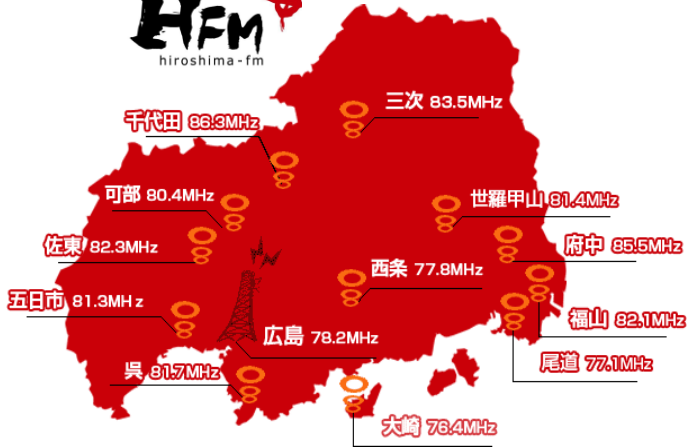 HFM
hiroshima-fm
三次 83.5MHz
千代田 86.3MHz
可部 80.4MHz
世羅甲山 81.4MHz
佐東 82.3MHz
府中 85.5MHz
西条 77.8MHz
五日市 81.3MHz
福山 82.1MHz
広島 78.2MHz
尾道 77.1MHz
呉 81.7MHz
大崎 76.4MHz